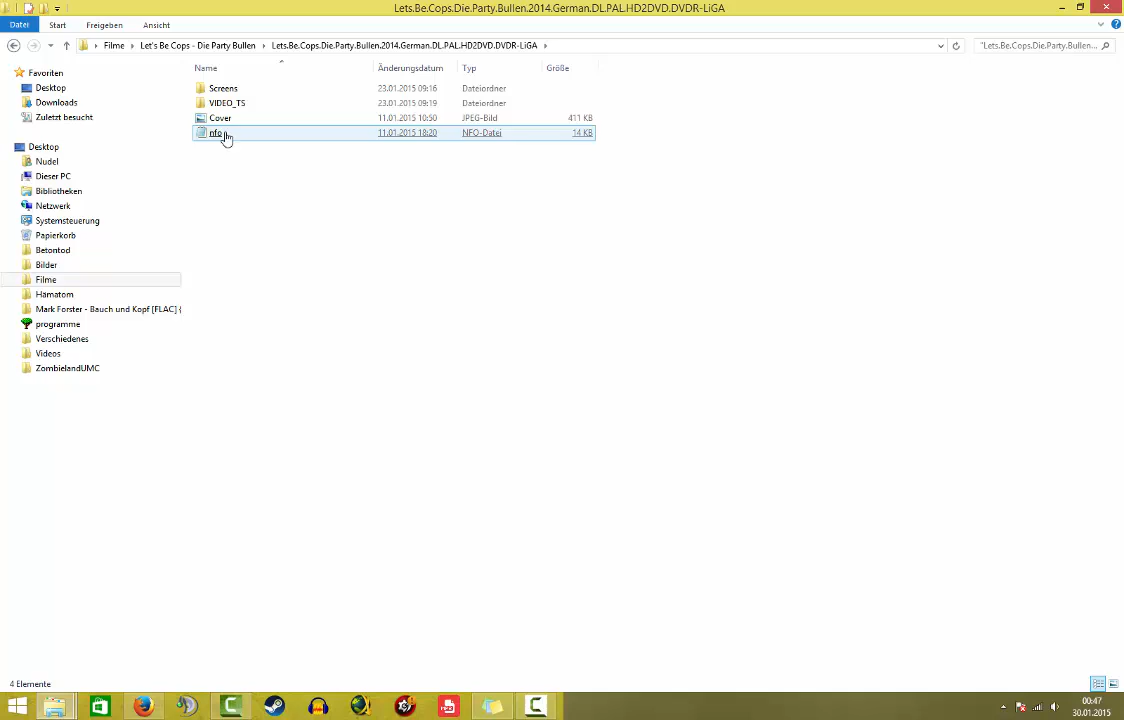 Lets.Be.Cops.Die.Party.Bullen.2014.German.DL.PAL.HD2DVD.DVDR-LiGA
Datei Start Freigeben Ansicht
Filme Let's Be Cops - Die Party Bullen Lets.Be.Cops.Die.Party.Bullen.2014.German.DL.PAL.HD2DVD.DVDR-LiGA "Lets.Be.Cops.Die.Party.Bullen...
Name Änderungsdatum Typ Größe
Screens 23.01.2015 09:16 Dateiordner
VIDEO_TS 23.01.2015 09:19 Dateiordner
Cover 11.01.2015 10:50 JPEG-Bild 411 KB
nfo 11.01.2015 18:20 NFO-Datei 14 KB
Favoriten
Desktop
Downloads
Zuletzt besucht
Desktop
Nudel
Dieser PC
Bibliotheken
Netzwerk
Systemsteuerung
Papierkorb
Betontod
Bilder
Filme
Hämatom
Mark Forster - Bauch und Kopf [FLAC] {
programme
Verschiedenes
Videos
ZombielandUMC
4 Elemente
00:47
30.01.2015